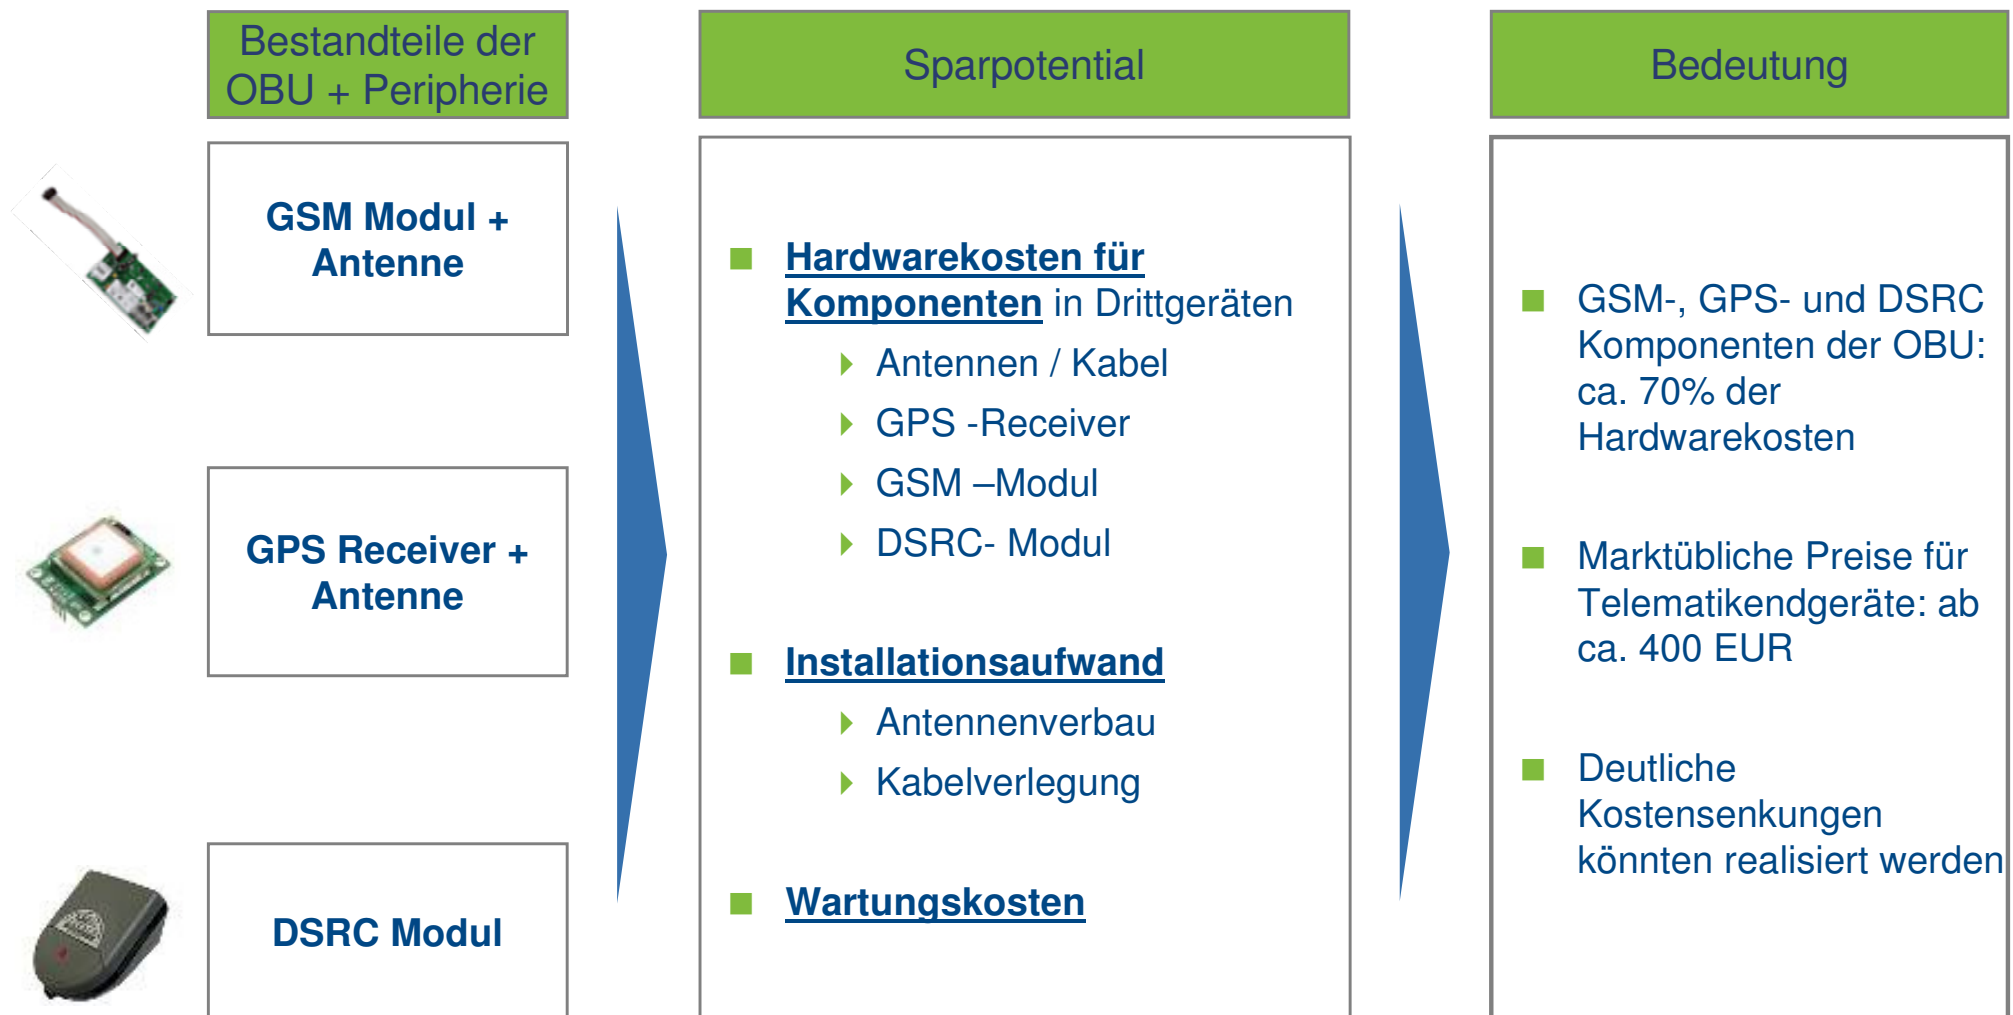 Bestandteile der
OBU + Peripherie
GSM Modul +
Antenne
GPS Receiver +
Antenne
DSRC Modul
Sparpotential
Hardwarekosten für
Komponenten in Drittgeräten
Antennen / Kabel
GPS -Receiver
GSM –Modul
DSRC- Modul
Installationsaufwand
Antennenverbau
Kabelverlegung
Wartungskosten
Bedeutung
GSM-, GPS- und DSRC
Komponenten der OBU:
ca. 70% der
Hardwarekosten
Marktübliche Preise für
Telematikendgeräte: ab
ca. 400 EUR
Deutliche
Kostensenkungen
könnten realisiert werden